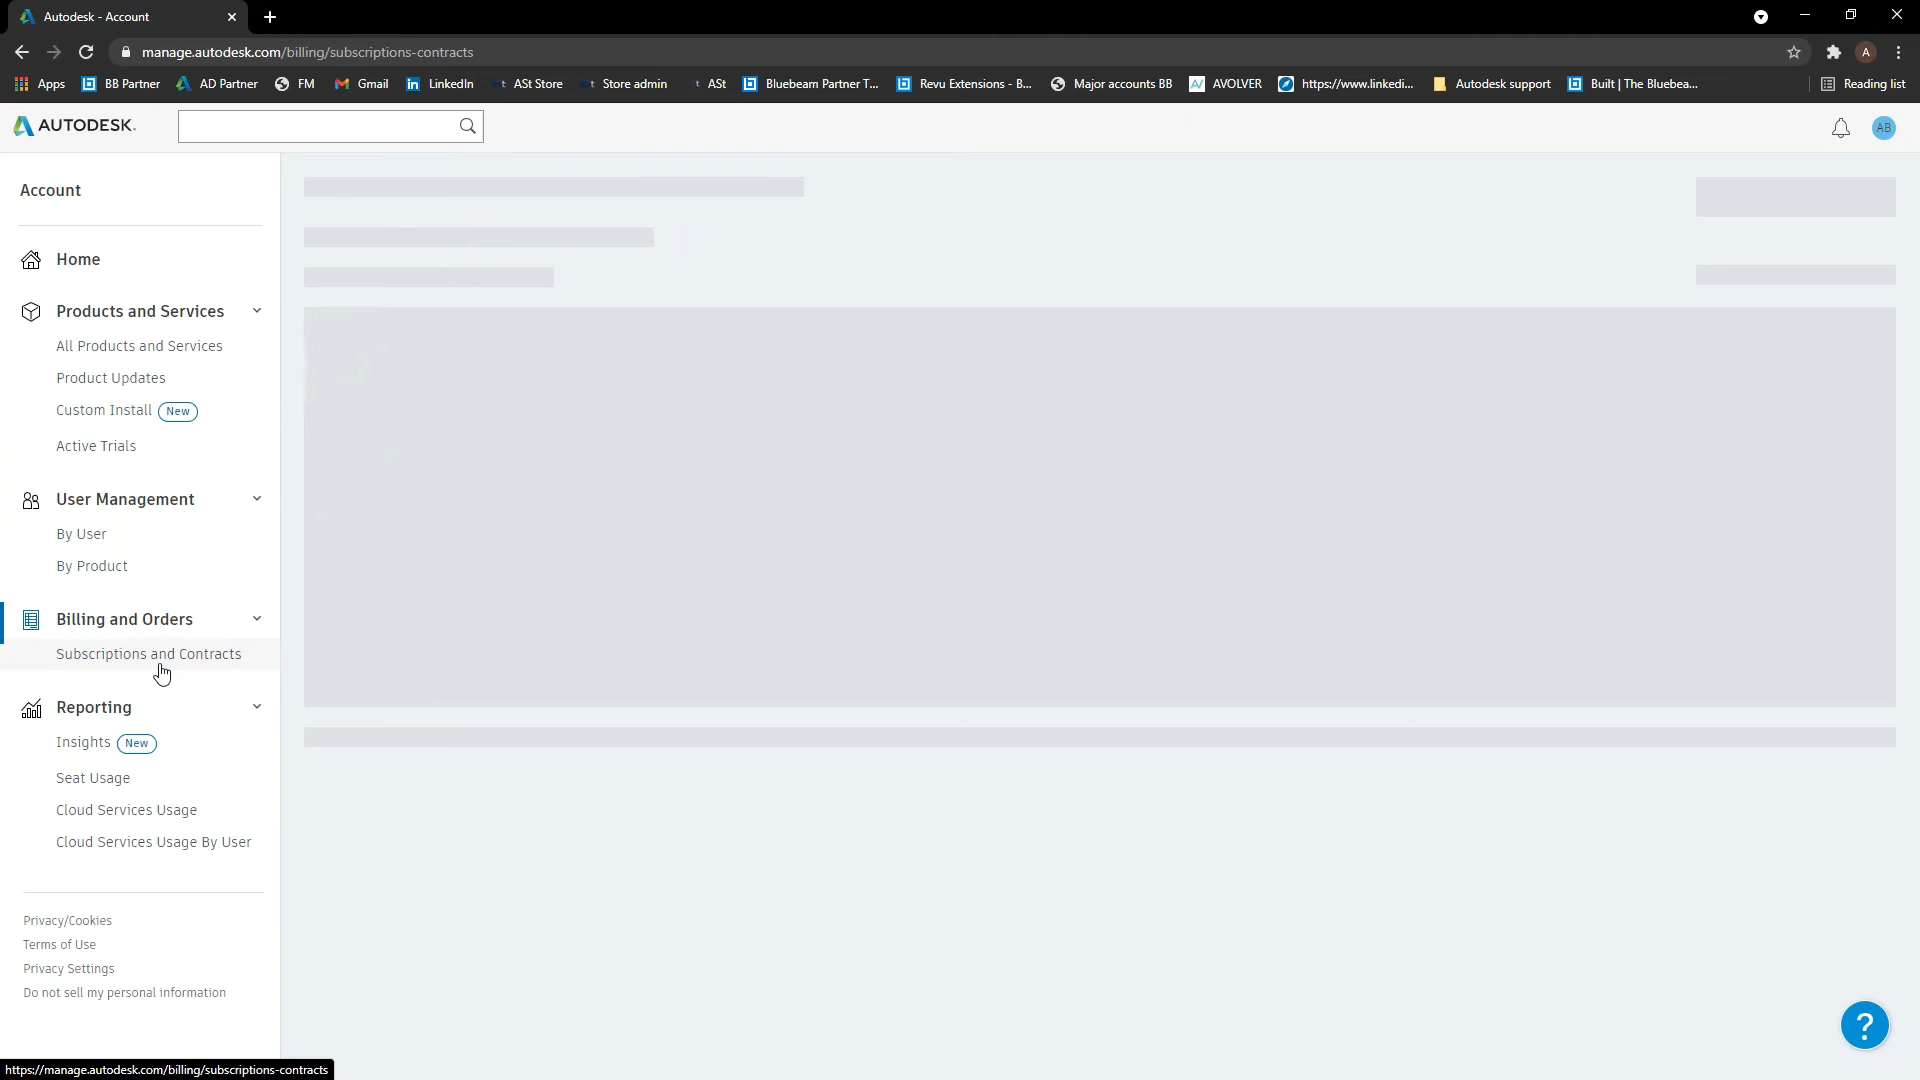 Autodesk - Account
manage.autodesk.com/billing/subscriptions-contracts
A
Apps BB Partner AD Partner FM Gmail LinkedIn ASt Store Store admin ASt Bluebeam Partner T... Revu Extensions - B... Major accounts BB AVOLVER https://www.linkedi... Autodesk support Built | The Bluebea... Reading list
AUTODESK.
AB
Account
Home
Products and Services
All Products and Services
Product Updates
Custom Install New
Active Trials
User Management
By User
By Product
Billing and Orders
Subscriptions and Contracts
Reporting
Insights New
Seat Usage
Cloud Services Usage
Cloud Services Usage By User
Privacy/Cookies
Terms of Use
Privacy Settings
Do not sell my personal information
?
https://manage.autodesk.com/billing/subscriptions-contracts